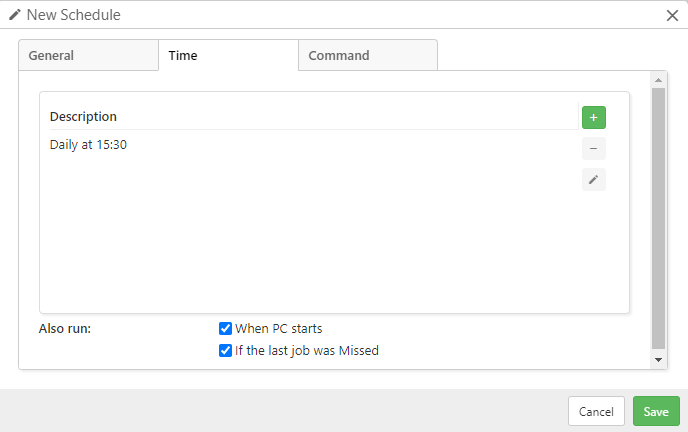 New Schedule
General
Time
Command
Description
Daily at 15:30
Also run:
When PC starts
If the last job was Missed
Cancel
Save